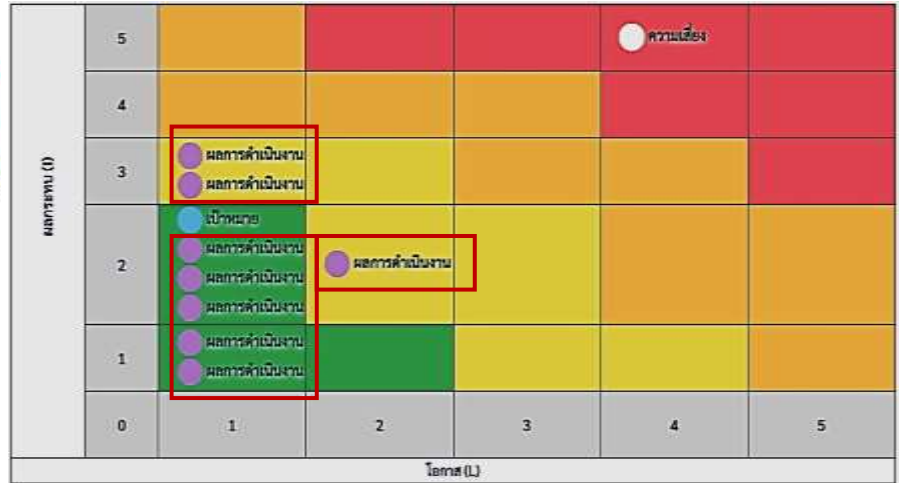 ผลกระทบ (I)
5
ความเสี่ยง
4
3
ผลการดำเนินงาน
ผลการดำเนินงาน
2
เป้าหมาย
ผลการดำเนินงาน
ผลการดำเนินงาน
ผลการดำเนินงาน
ผลการดำเนินงาน
1
ผลการดำเนินงาน
ผลการดำเนินงาน
0 1 2 3 4 5
โอกาส (L)